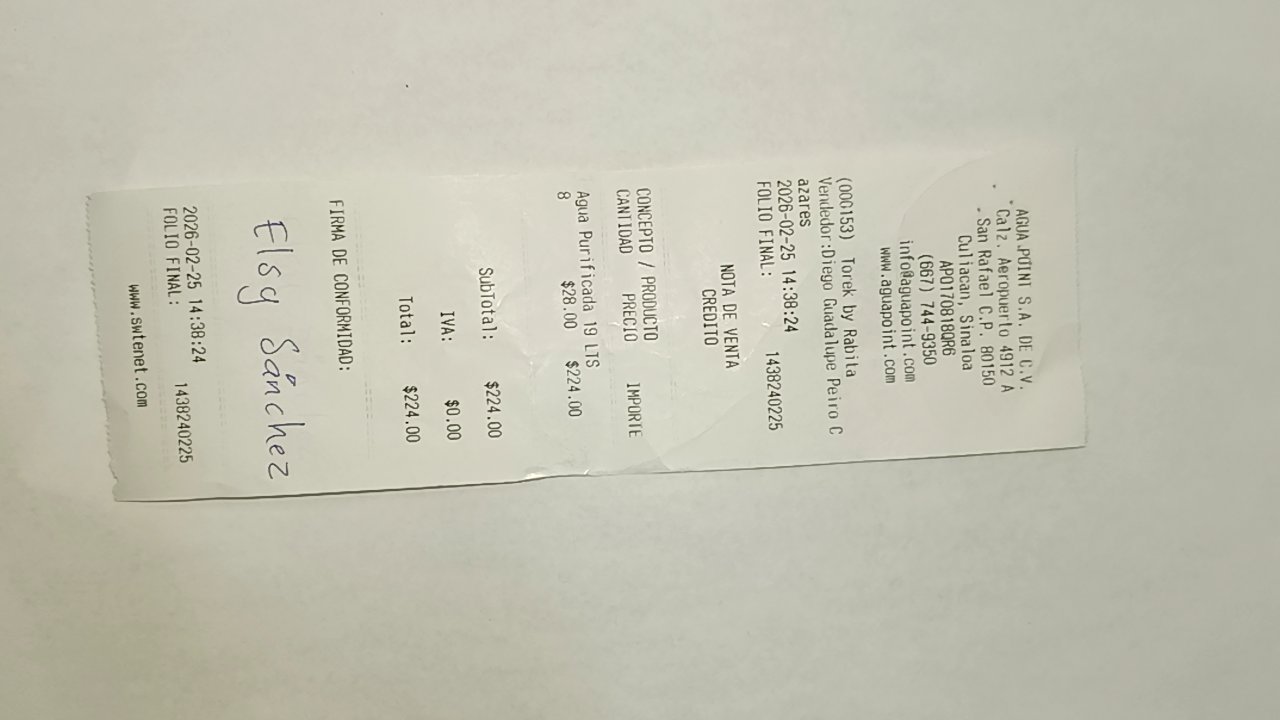 AGUA POINT S.A. DE C.V.
Calz. Aeropuerto 4912 A
San Rafael C.P. 80150
Culiacan, Sinaloa
APO170818QR6
(667) 744-9350
info@aguapoint.com
www.aguapoint.com
(000153) Torek by Rabita
Vendedor:Diego Guadalupe Peiro C
azares
2026-02-25 14:38:24
FOLIO FINAL: 1438240225
NOTA DE VENTA
CREDITO
CONCEPTO / PRODUCTO
CANTIDAD PRECIO IMPORTE
Agua Purificada 19 LTS
8 $28.00 $224.00
SubTotal: $224.00
IVA: $0.00
Total: $224.00
FIRMA DE CONFORMIDAD:
Elsy Sánchez
2026-02-25 14:38:24
FOLIO FINAL: 1438240225
www.swtenet.com